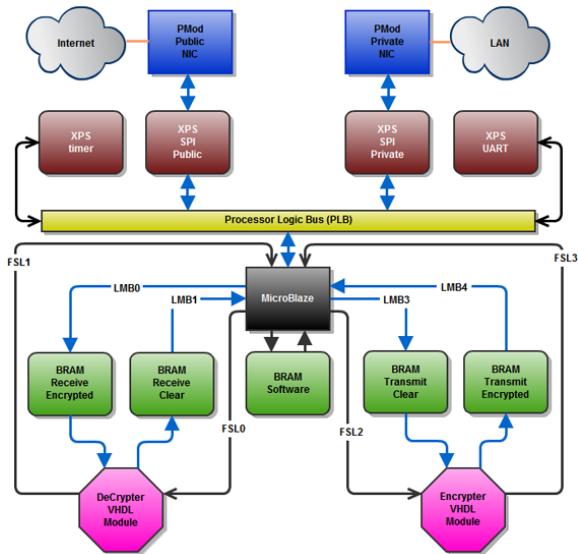 Internet
PMod
Public
NIC
PMod
Private
NIC
LAN
XPS
timer
XPS
SPI
Public
XPS
SPI
Private
XPS
UART
Processor Logic Bus (PLB)
FSL1
FSL3
LMB0
LMB1
MicroBlaze
LMB3
LMB4
BRAM
Receive
Encrypted
BRAM
Receive
Clear
BRAM
Software
BRAM
Transmit
Clear
BRAM
Transmit
Encrypted
FSL0
FSL2
DeCrypter
VHDL
Module
Encrypter
VHDL
Module